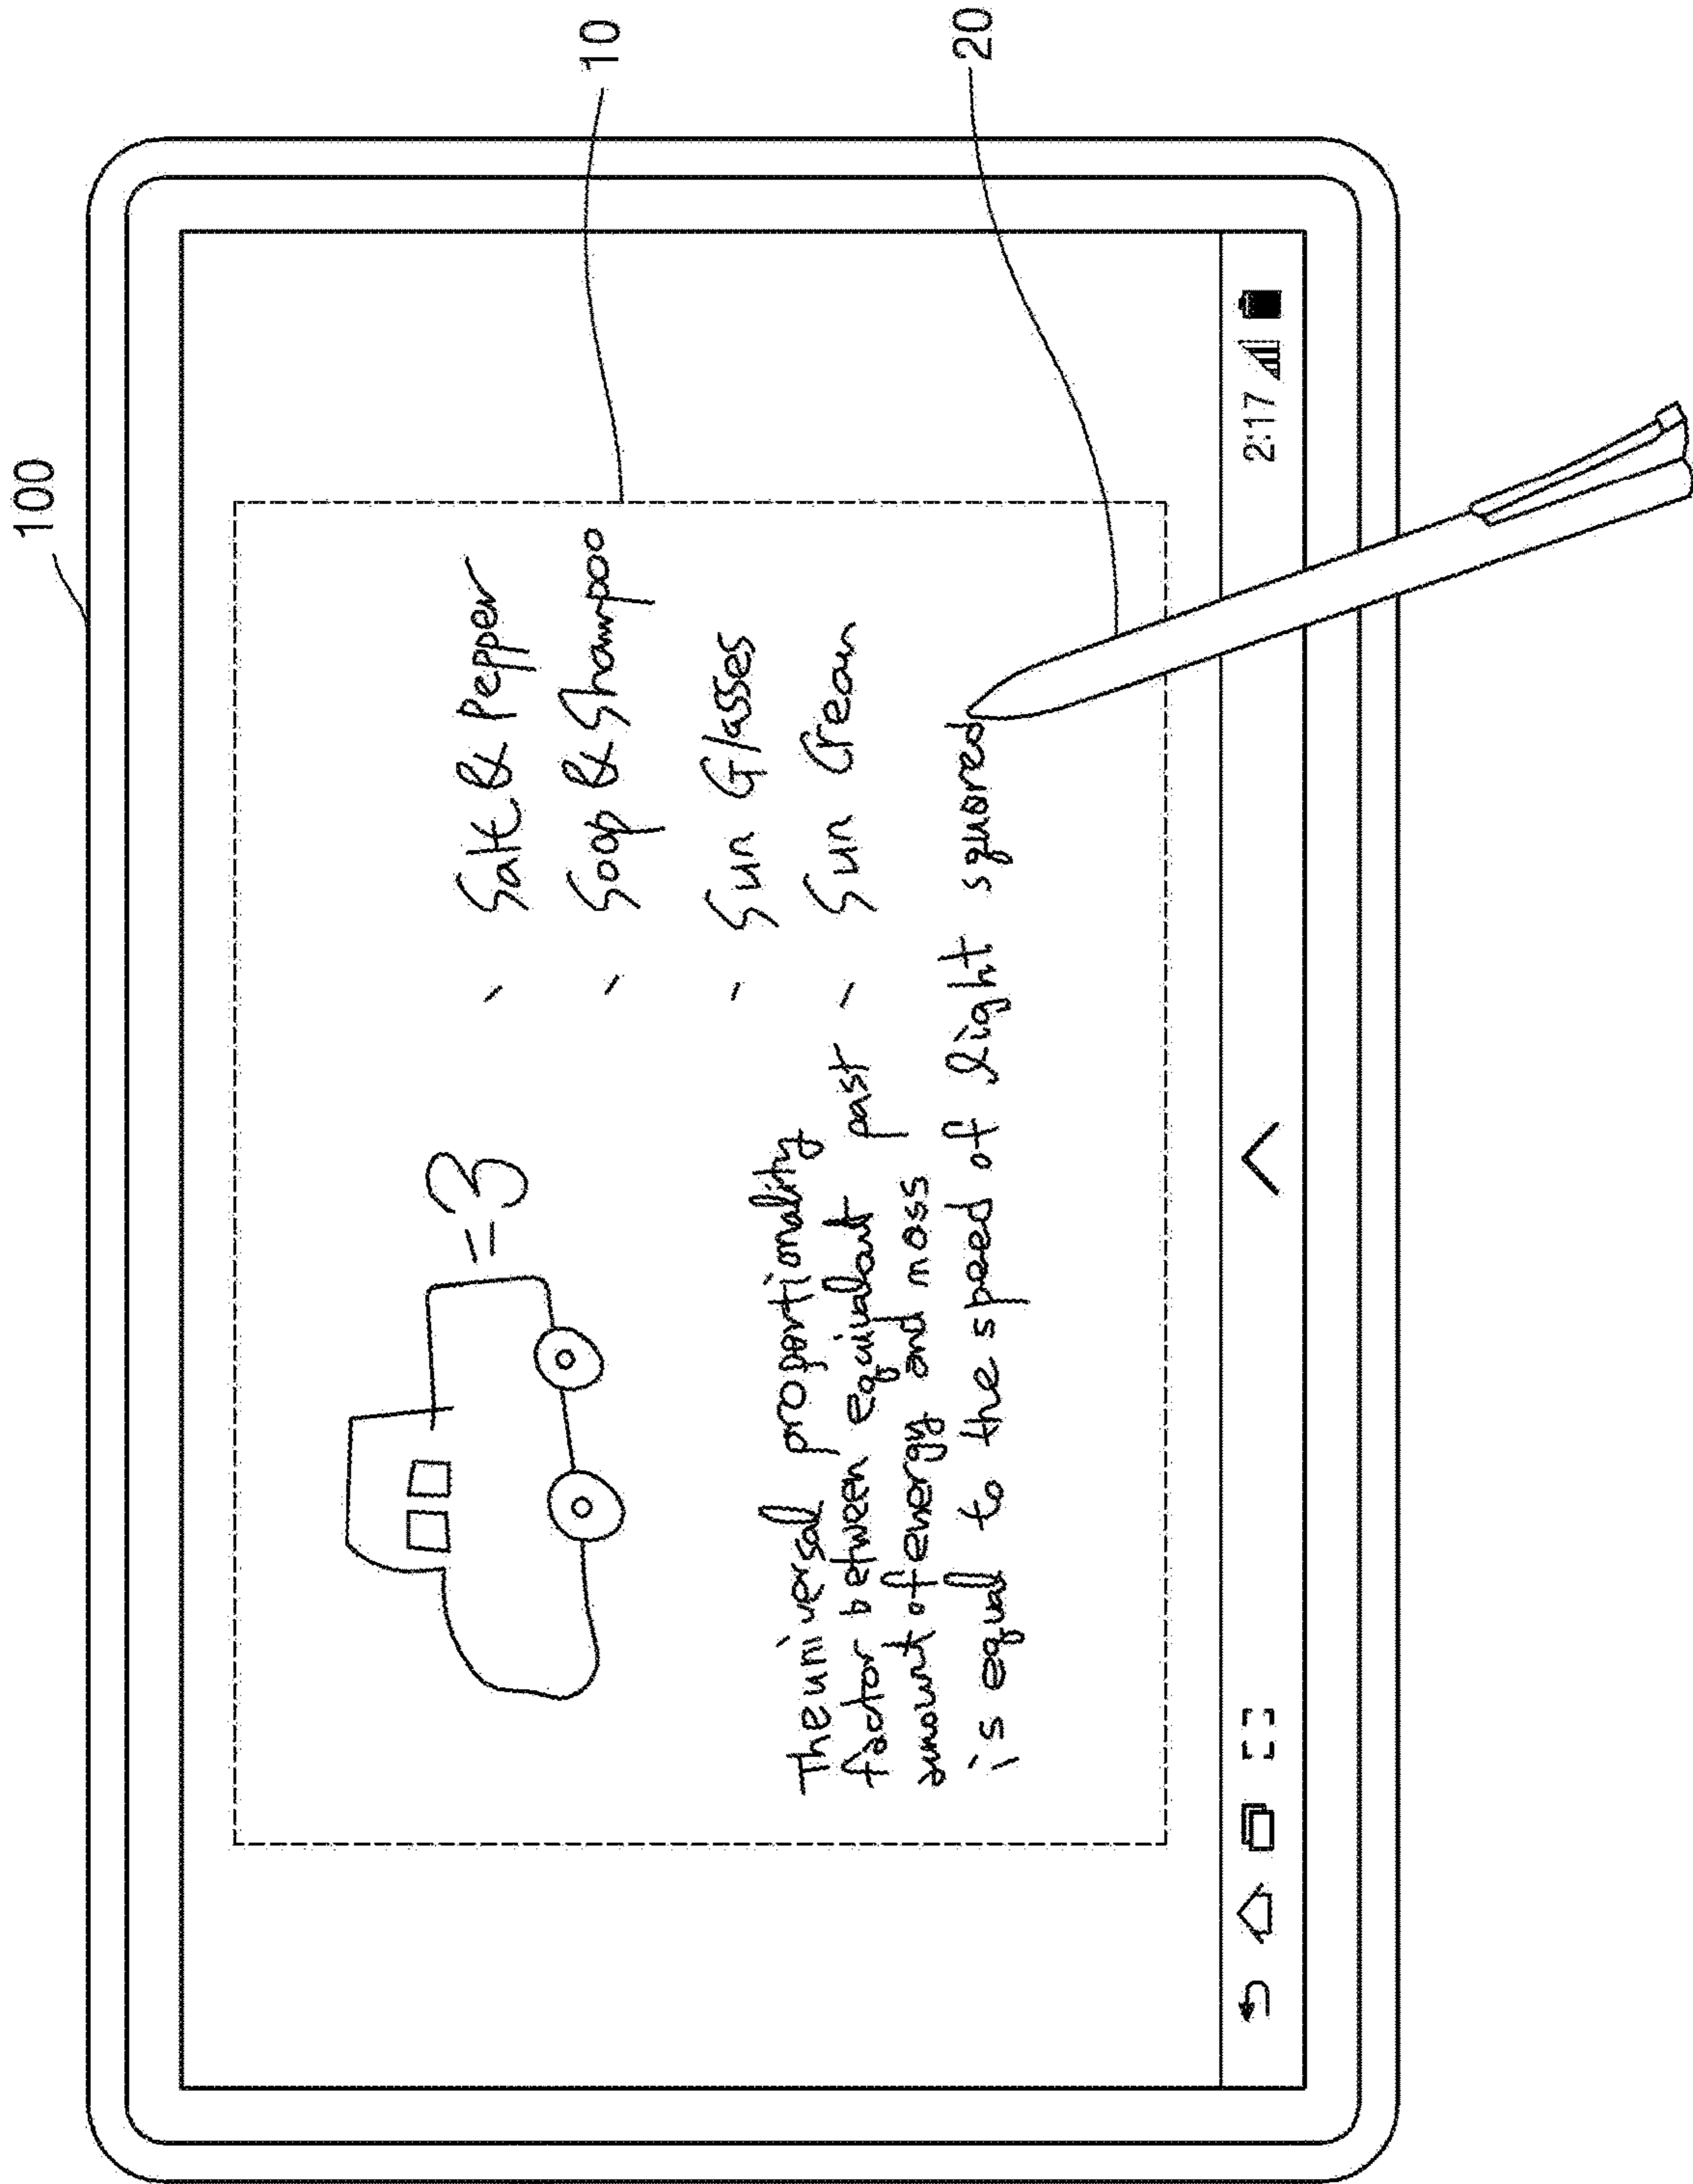 100
10
20
=3
- Salt & Pepper
- Soap & Shampoo
- Sun Glasses
- Sun Cream
The universal proportionality
factor between equivalent past
amount of energy and mass
is equal to the speed of light squared
2:17